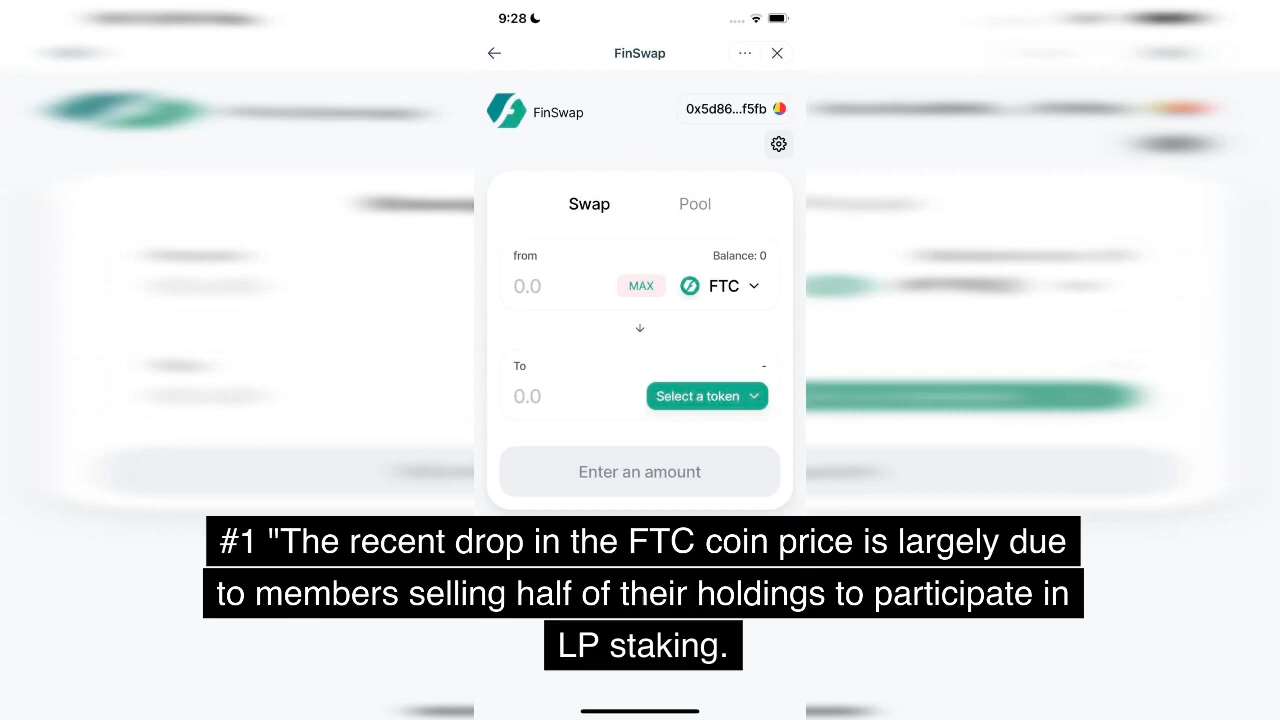 9:28
FinSwap
FinSwap
0x5d86...f5fb
Swap
Pool
from
Balance: 0
0.0
MAX
FTC
To
-
0.0
Select a token
Enter an amount
#1 "The recent drop in the FTC coin price is largely due
to members selling half of their holdings to participate in
LP staking.